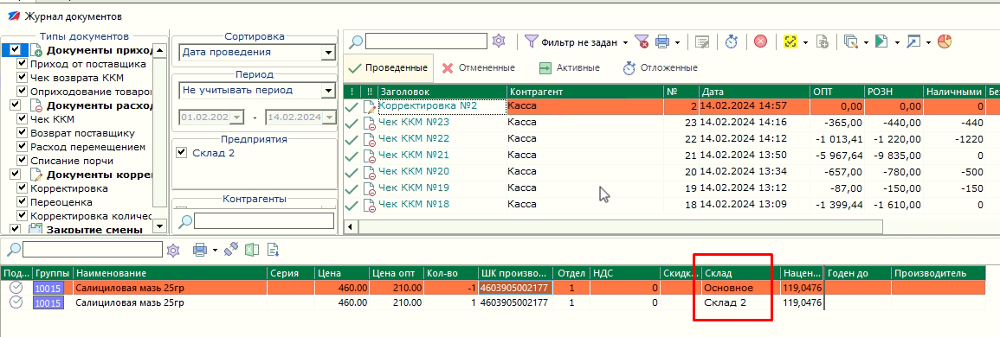 Журнал документов
Типы документов
Документы приход
Приход от поставщика
Чек возврата ККМ
Оприходование товаро
Документы расход
Чек ККМ
Возврат поставщику
Расход перемещением
Списание порчи
Документы корре
Корректировка
Переоценка
Корректировка количес
Закрытие смены
Сортировка
Дата проведения
Период
Не учитывать период
01.02.202 - 14.02.2024
Предприятия
Склад 2
Контрагенты
Фильтр не задан
Проведенные Отмененные Активные Отложенные
! !! Заголовок Контрагент № Дата ОПТ РОЗН Наличными Без
Корректировка №2 Касса 2 14.02.2024 14:57 0,00 0,00 0
Чек ККМ №23 Касса 23 14.02.2024 14:16 -365,00 -440,00 -440
Чек ККМ №22 Касса 22 14.02.2024 14:12 -1 013,41 -1 220,00 -1220
Чек ККМ №21 Касса 21 14.02.2024 13:50 -5 967,64 -9 835,00 0
Чек ККМ №20 Касса 20 14.02.2024 13:34 -657,00 -780,00 -500
Чек ККМ №19 Касса 19 14.02.2024 13:12 -87,00 -150,00 -150
Чек ККМ №18 Касса 18 14.02.2024 13:09 -1 399,44 -1 610,00 0
Под... Группы Наименование Серия Цена Цена опт Кол-во ШК произво... Отдел НДС Скидк... Склад Нацен... Годен до Производитель
10015 Салициловая мазь 25гр 460.00 210.00 -1 4603905002177 1 0 Основное 119,0476
10015 Салициловая мазь 25гр 460.00 210.00 1 4603905002177 1 0 Склад 2 119,0476